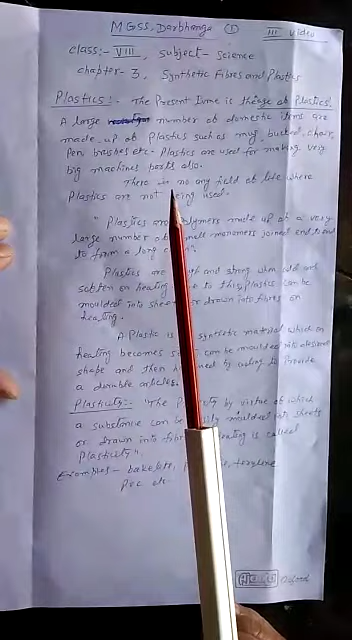 MGSS, Darbhanga ① III video
class:- VIII, subject- science
chapter- 3, Synthetic Fibres and Plastics
Plastics:- The Present time is the age of Plastics.
A large number of domestic items are
made up of Plastics such as mug, bucket, chair,
Pen brushes etc- Plastics are used for making very
big machines parts also.
There is no any field of life where
Plastics are not being used.
" Plastics are Polymers made up of a very
large number of small monomers joined end to end
to form a long
Plastics are and strong when cold and
soften on heating to this, plastics can be
moulded into or drawn into fibres on
heating.
A Plastic is synthetic material which on
heating becomes can be moulded into
shape and then by cooling to Provide
a durable articles.
Plasticity:- "The by virtue of which
a substance can be moulded into sheets
or drawn into heating is called
Plasticity".
Examples- bakelite, terylene
PVC etc.
Oxford